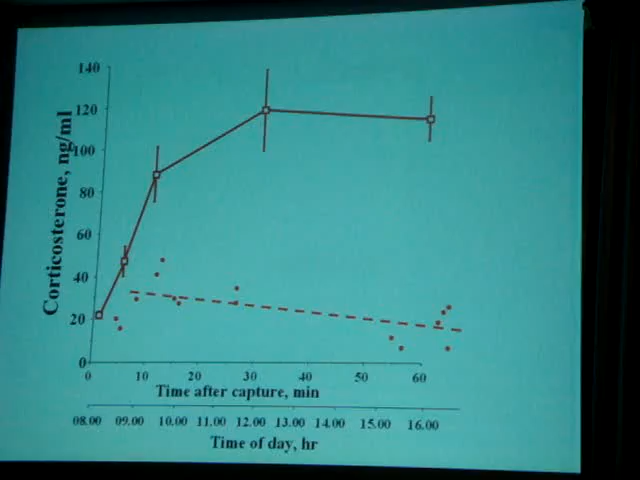 Corticosterone, ng/ml
140
120
100
80
60
40
20
0
0 10 20 30 40 50 60
Time after capture, min
08.00 09.00 10.00 11.00 12.00 13.00 14.00 15.00 16.00
Time of day, hr